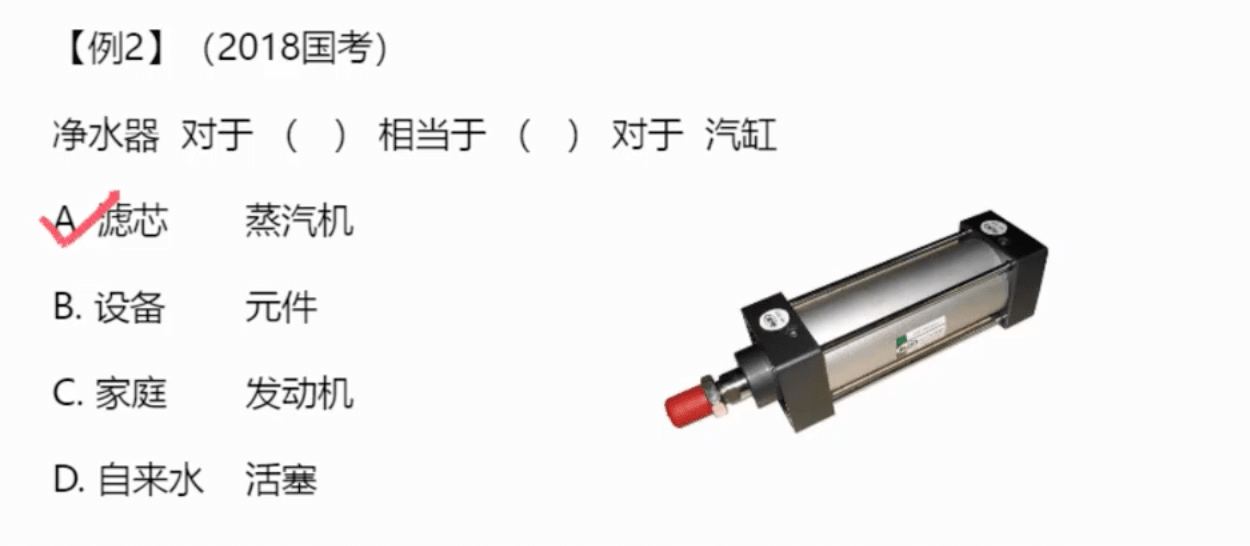 【例2】（2018国考）
净水器 对于 （ ） 相当于 （ ） 对于 汽缸
A 滤芯 蒸汽机
B. 设备 元件
C. 家庭 发动机
D. 自来水 活塞